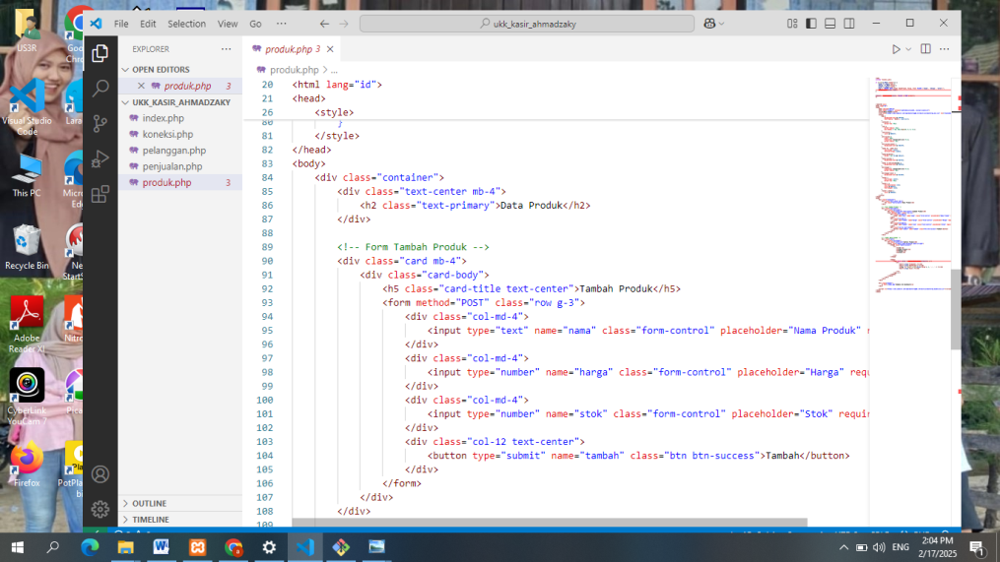 US3R
Visual Studio
Code
This PC
Recycle Bin
Adobe
Reader XI
CyberLink
YouCam 7
Firefox
File Edit Selection View Go ···
ukk_kasir_ahmadzaky
EXPLORER ···
OPEN EDITORS
produk.php 3
UKK_KASIR_AHMADZAKY
index.php
koneksi.php
pelanggan.php
penjualan.php
produk.php 3
OUTLINE
TIMELINE
produk.php 3
produk.php > ...
20 <html lang="id">
21 <head>
26 <style>
80 }
81 </style>
82 </head>
83 <body>
84 <div class="container">
85 <div class="text-center mb-4">
86 <h2 class="text-primary">Data Produk</h2>
87 </div>
88
89 <!-- Form Tambah Produk -->
90 <div class="card mb-4">
91 <div class="card-body">
92 <h5 class="card-title text-center">Tambah Produk</h5>
93 <form method="POST" class="row g-3">
94 <div class="col-md-4">
95 <input type="text" name="nama" class="form-control" placeholder="Nama Produk"
96 </div>
97 <div class="col-md-4">
98 <input type="number" name="harga" class="form-control" placeholder="Harga" requ
99 </div>
100 <div class="col-md-4">
101 <input type="number" name="stok" class="form-control" placeholder="Stok" requir
102 </div>
103 <div class="col-12 text-center">
104 <button type="submit" name="tambah" class="btn btn-success">Tambah</button>
105 </div>
106 </form>
107 </div>
108 </div>
109
ENG
2:04 PM
2/17/2025
1